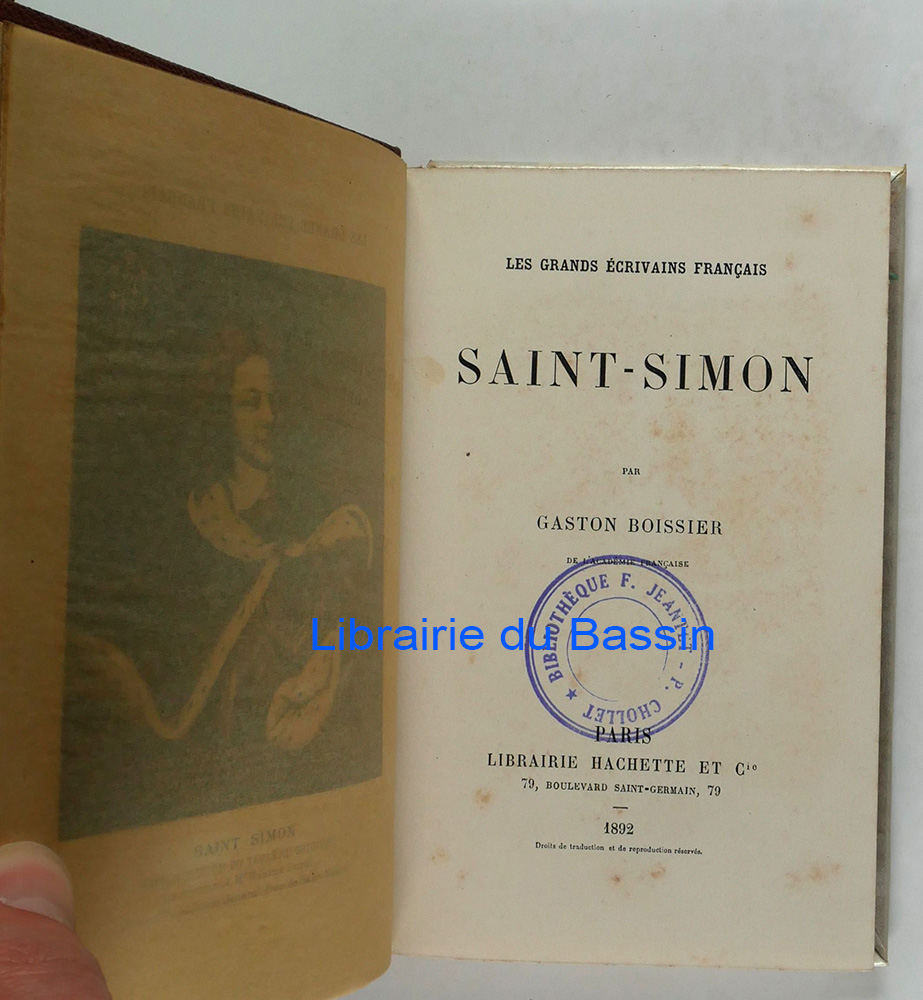 SAINT SIMON
LES GRANDS ÉCRIVAINS FRANÇAIS
SAINT-SIMON
PAR
GASTON BOISSIER
DE L'ACADÉMIE FRANÇAISE
BIBLIOTHÈQUE F. JEANTET - P. CHOLLET ★
Librairie du Bassin
PARIS
LIBRAIRIE HACHETTE ET Cie
79, BOULEVARD SAINT-GERMAIN, 79
1892
Droits de traduction et de reproduction réservés.